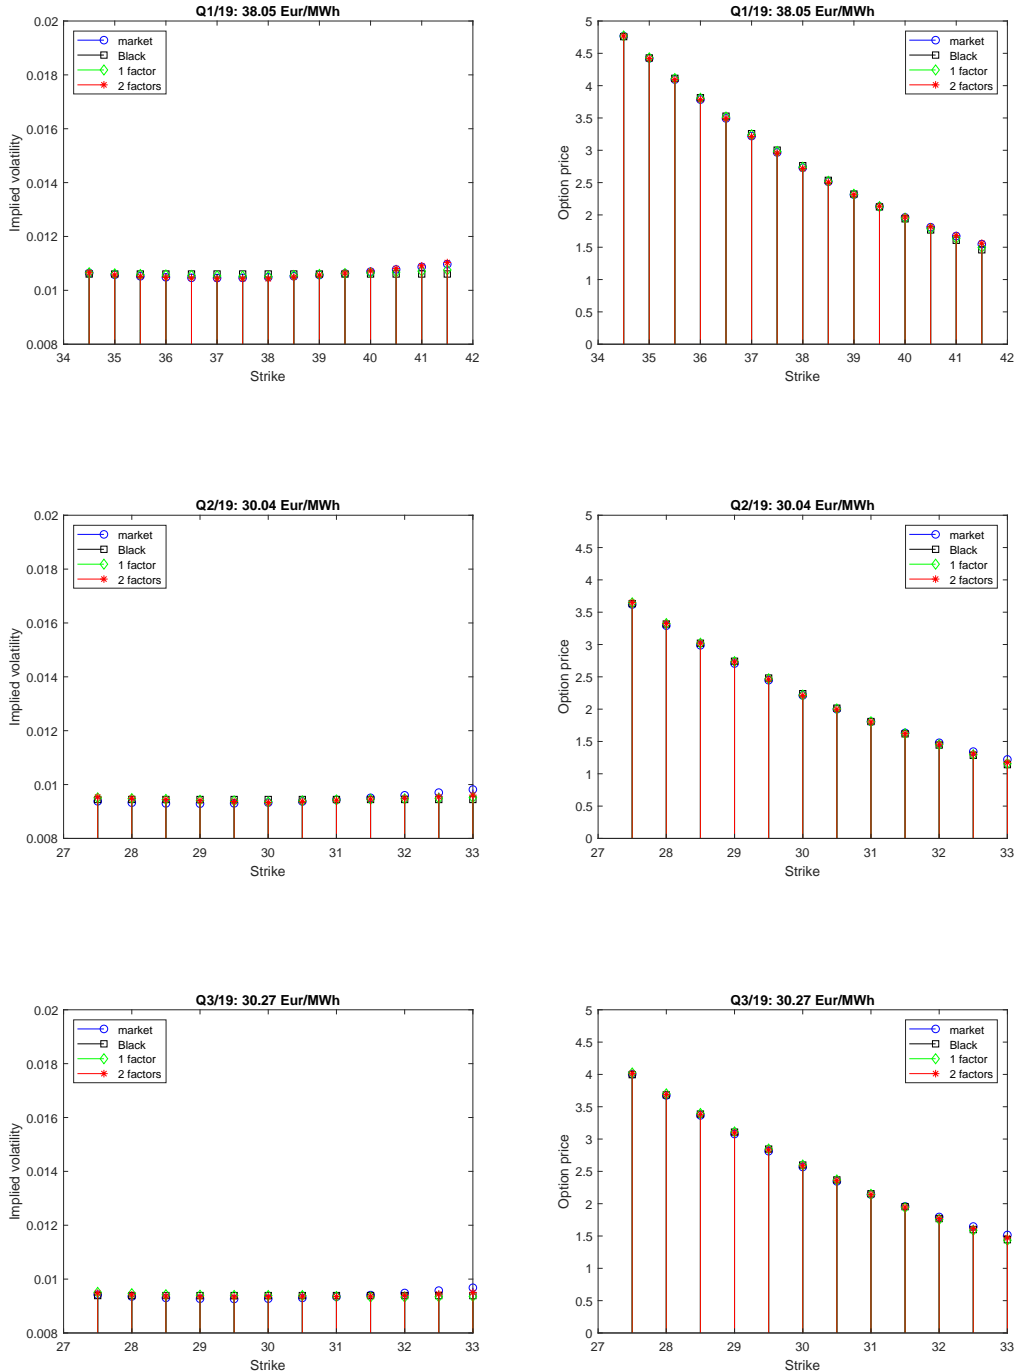 Q1/19: 38.05 Eur/MWh
0.02
0.018
0.016
0.014
0.012
0.01
0.008
Implied volatility
market
Black
1 factor
2 factors
34 35 36 37 38 39 40 41 42
Strike
Q1/19: 38.05 Eur/MWh
5
4.5
4
3.5
3
2.5
2
1.5
1
0.5
0
Option price
market
Black
1 factor
2 factors
34 35 36 37 38 39 40 41 42
Strike
Q2/19: 30.04 Eur/MWh
0.02
0.018
0.016
0.014
0.012
0.01
0.008
Implied volatility
market
Black
1 factor
2 factors
27 28 29 30 31 32 33
Strike
Q2/19: 30.04 Eur/MWh
5
4.5
4
3.5
3
2.5
2
1.5
1
0.5
0
Option price
market
Black
1 factor
2 factors
27 28 29 30 31 32 33
Strike
Q3/19: 30.27 Eur/MWh
0.02
0.018
0.016
0.014
0.012
0.01
0.008
Implied volatility
market
Black
1 factor
2 factors
27 28 29 30 31 32 33
Strike
Q3/19: 30.27 Eur/MWh
5
4.5
4
3.5
3
2.5
2
1.5
1
0.5
0
Option price
market
Black
1 factor
2 factors
27 28 29 30 31 32 33
Strike